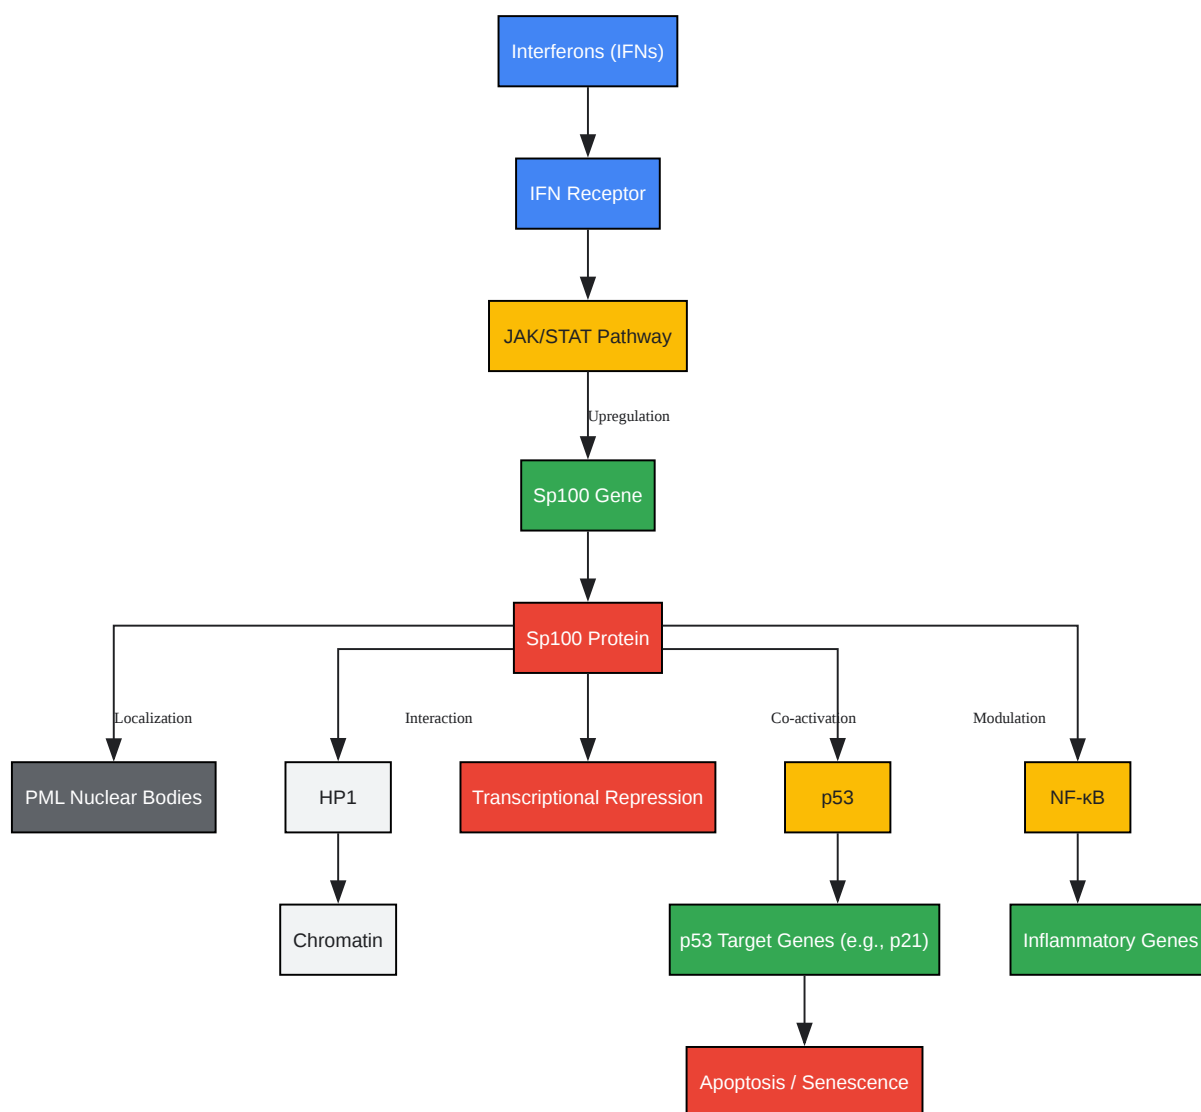 Interferons (IFNs)
IFN Receptor
JAK/STAT Pathway
Upregulation
Sp100 Gene
Sp100 Protein
Localization
Interaction
Co-activation
Modulation
PML Nuclear Bodies
HP1
Transcriptional Repression
p53
NF-κB
Chromatin
p53 Target Genes (e.g., p21)
Inflammatory Genes
Apoptosis / Senescence